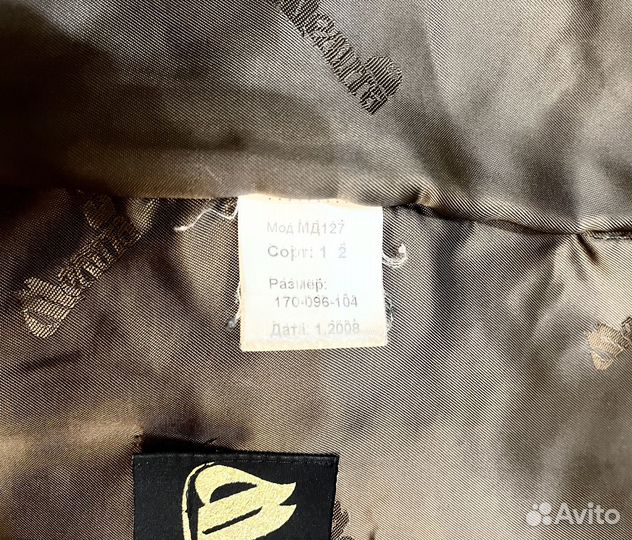 Мод МД127
Сорт: 1 2
Размер:
170-096-104
Дата: 1.2008
Avito